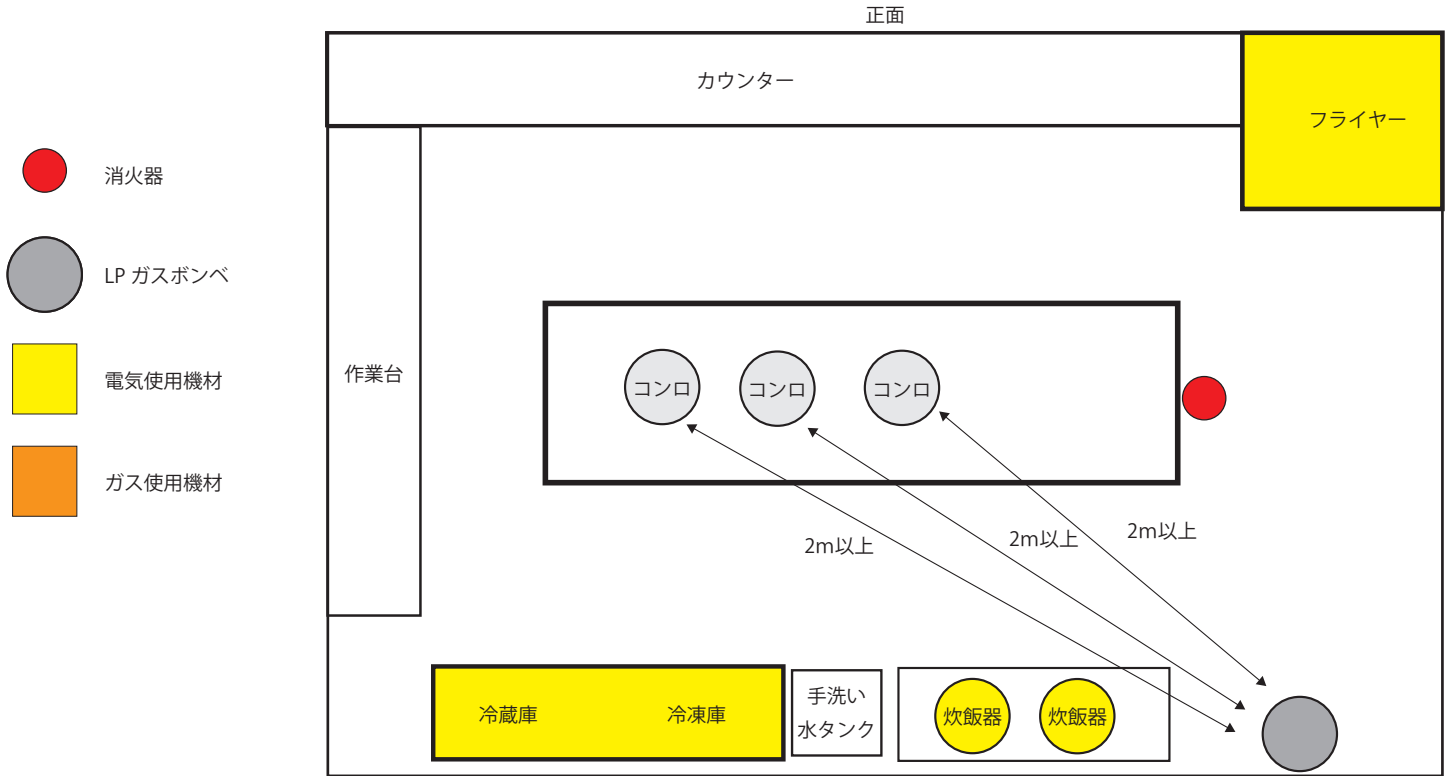 正面
カウンター
フライヤー
消火器
LP ガスボンベ
電気使用機材
ガス使用機材
作業台
コンロ
コンロ
コンロ
2m以上
2m以上
2m以上
冷蔵庫
冷凍庫
手洗い
水タンク
炊飯器
炊飯器